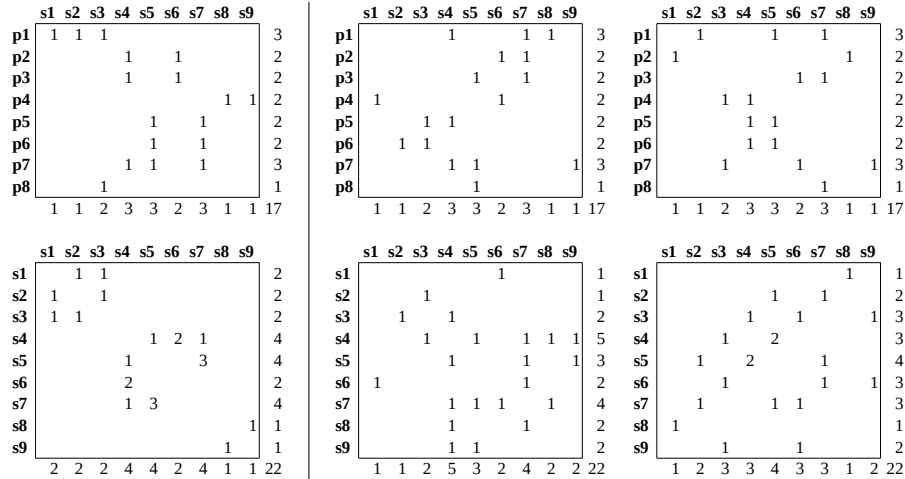 s1 s2 s3 s4 s5 s6 s7 s8 s9 s1 s2 s3 s4 s5 s6 s7 s8 s9 s1 s2 s3 s4 s5 s6 s7 s8 s9
p1 1 1 1 3 p1 1 1 1 3 p1 1 1 1 3
p2 1 1 2 p2 1 1 2 p2 1 1 2
p3 1 1 2 p3 1 1 2 p3 1 1 2
p4 1 1 2 p4 1 1 2 p4 1 1 2
p5 1 1 2 p5 1 1 2 p5 1 1 2
p6 1 1 2 p6 1 1 2 p6 1 1 2
p7 1 1 1 3 p7 1 1 1 3 p7 1 1 1 3
p8 1 1 p8 1 1 p8 1 1
1 1 2 3 3 2 3 1 1 17 1 1 2 3 3 2 3 1 1 17 1 1 2 3 3 2 3 1 1 17
s1 s2 s3 s4 s5 s6 s7 s8 s9 s1 s2 s3 s4 s5 s6 s7 s8 s9 s1 s2 s3 s4 s5 s6 s7 s8 s9
s1 1 1 2 s1 1 1 s1 1 1
s2 1 1 2 s2 1 1 s2 1 1 2
s3 1 1 2 s3 1 1 2 s3 1 1 1 3
s4 1 2 1 4 s4 1 1 1 1 1 5 s4 1 2 3
s5 1 3 4 s5 1 1 1 3 s5 1 2 1 4
s6 2 2 s6 1 1 2 s6 1 1 1 3
s7 1 3 4 s7 1 1 1 1 4 s7 1 1 1 3
s8 1 1 s8 1 1 2 s8 1 1
s9 1 1 s9 1 1 2 s9 1 1 2
2 2 2 4 4 2 4 1 1 22 1 1 2 5 3 2 4 2 2 22 1 2 3 3 4 3 3 1 2 22